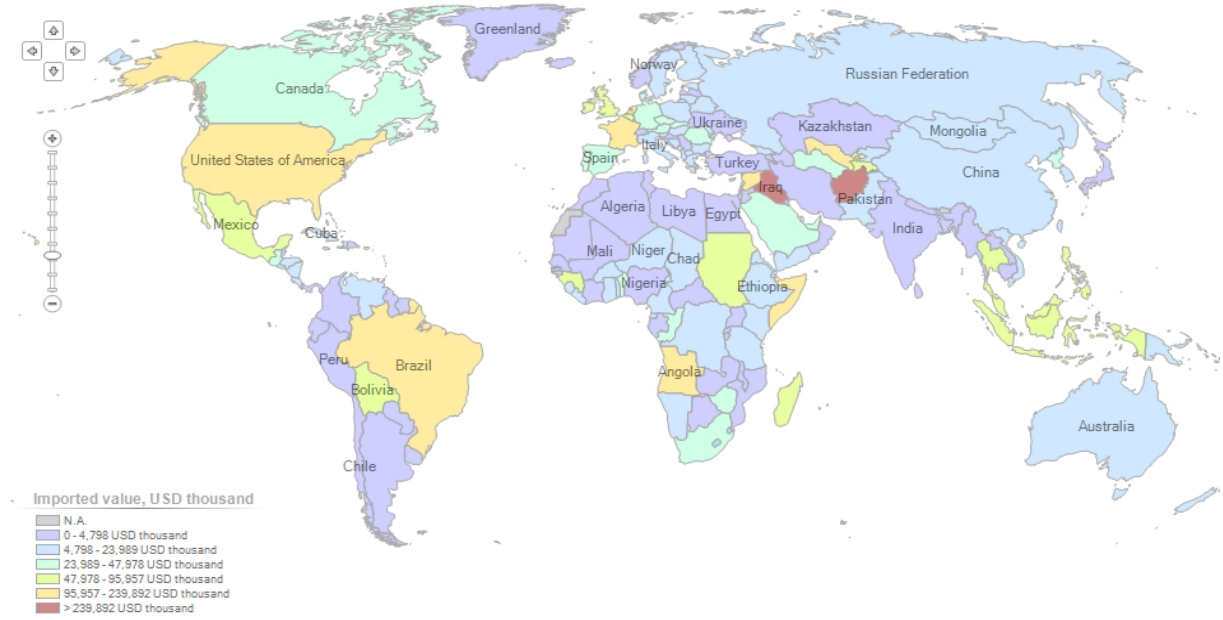 Greenland
Norway
Russian Federation
Canada
Ukraine
Kazakhstan
Mongolia
Italy
United States of America
Spain
Turkey
China
Iraq
Pakistan
Algeria
Libya
Egypt
Mexico
India
Cuba
Mali
Niger
Chad
Nigeria
Ethiopia
Peru
Brazil
Angola
Bolivia
Australia
Chile
Imported value, USD thousand
N.A.
0 - 4,798 USD thousand
4,798 - 23,989 USD thousand
23,989 - 47,978 USD thousand
47,978 - 95,957 USD thousand
95,957 - 239,892 USD thousand
> 239,892 USD thousand